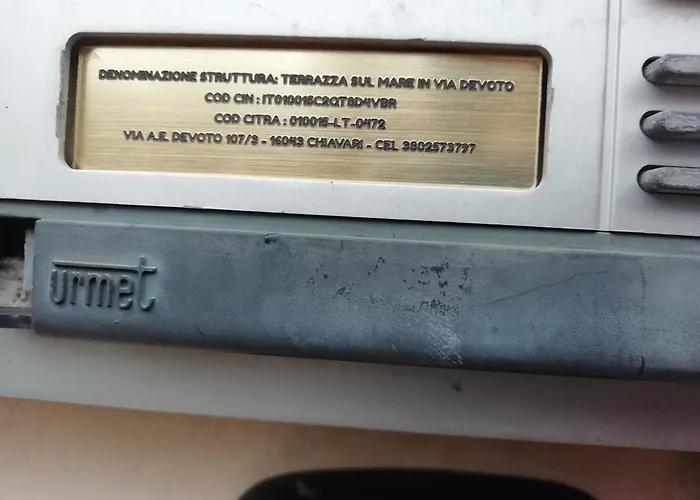 DENOMINAZIONE STRUTTURA: TERRAZZA SUL MARE IN VIA DEVOTO
COD CIN : IT010015C2QT8D4VBR
COD CITRA : 010015-LT-0472
VIA A.E. DEVOTO 107/3 - 16043 CHIAVARI - CEL 3802573797
urmet